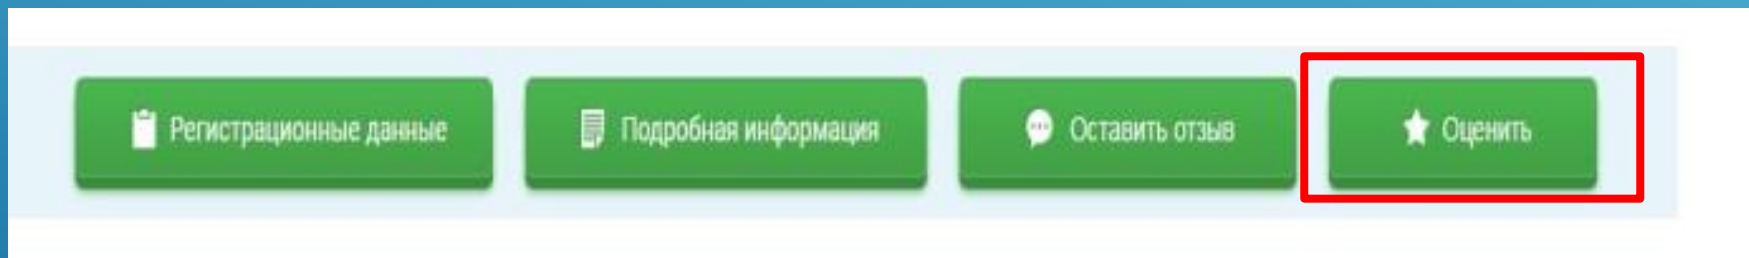 Регистрационные данные
Подробная информация
Оставить отзыв
Оценить